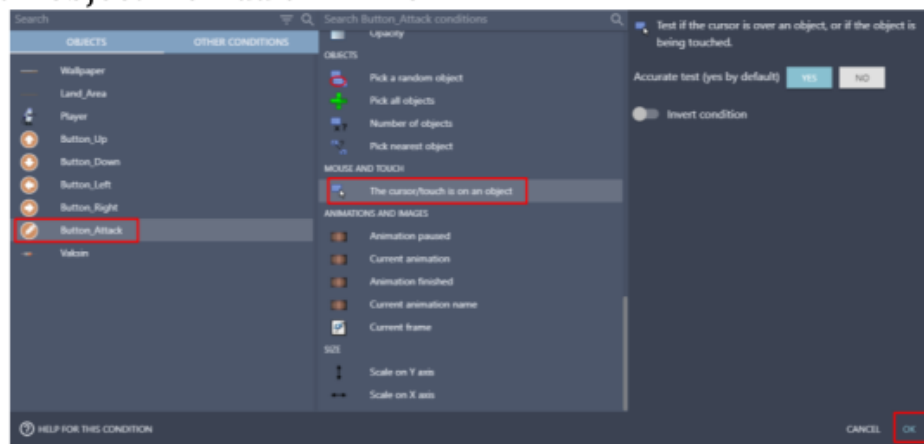 Search
Search Button_Attack conditions
Test if the cursor is over an object, or if the object is
being touched.
OBJECTS
OTHER CONDITIONS
Opacity
OBJECTS
Wallpaper
Pick a random object
Accurate test (yes by default)
YES
NO
Land_Area
Pick all objects
Player
Number of objects
Invert condition
Button_Up
Pick nearest object
Button_Down
MOUSE AND TOUCH
Button_Left
The cursor/touch is on an object
Button_Right
ANIMATIONS AND IMAGES
Button_Attack
Animation paused
Current animation
Animation finished
Current animation name
Current frame
SIZE
Scale on Y axis
Scale on X axis
HELP FOR THIS CONDITION
CANCEL
OK